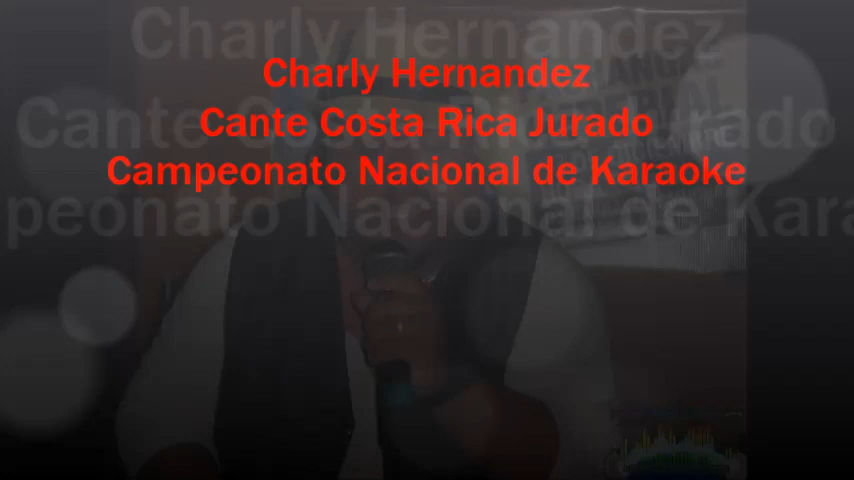 Charly Hernandez
Cante Costa Rica Jurado
Campeonato Nacional de Karaoke